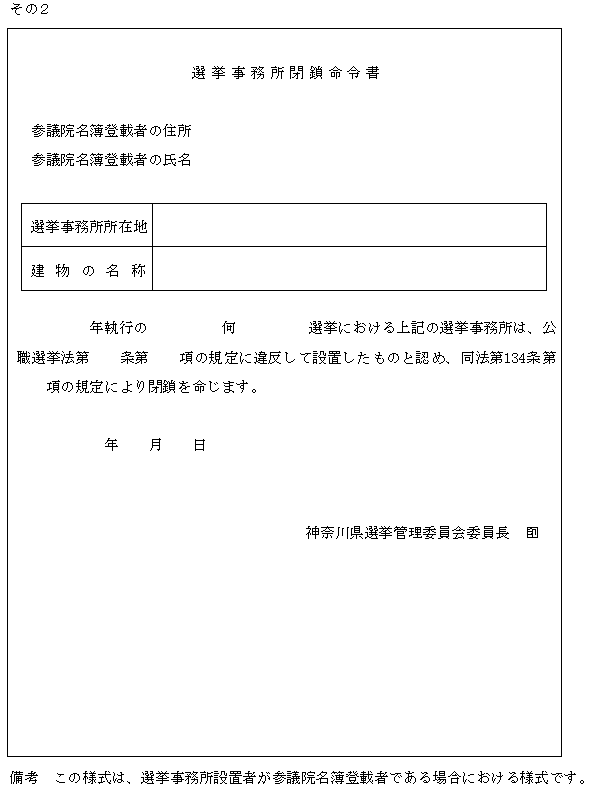 その２
選挙事務所閉鎖命令書
参議院名簿登載者の住所
参議院名簿登載者の氏名
選挙事務所所在地
建物の名称
年執行の　　　　　何　　　　　選挙における上記の選挙事務所は、公
職選挙法第　　条第　　項の規定に違反して設置したものと認め、同法第134条第
項の規定により閉鎖を命じます。
年　　月　　日
神奈川県選挙管理委員会委員長　印
備考　この様式は、選挙事務所設置者が参議院名簿登載者である場合における様式です。